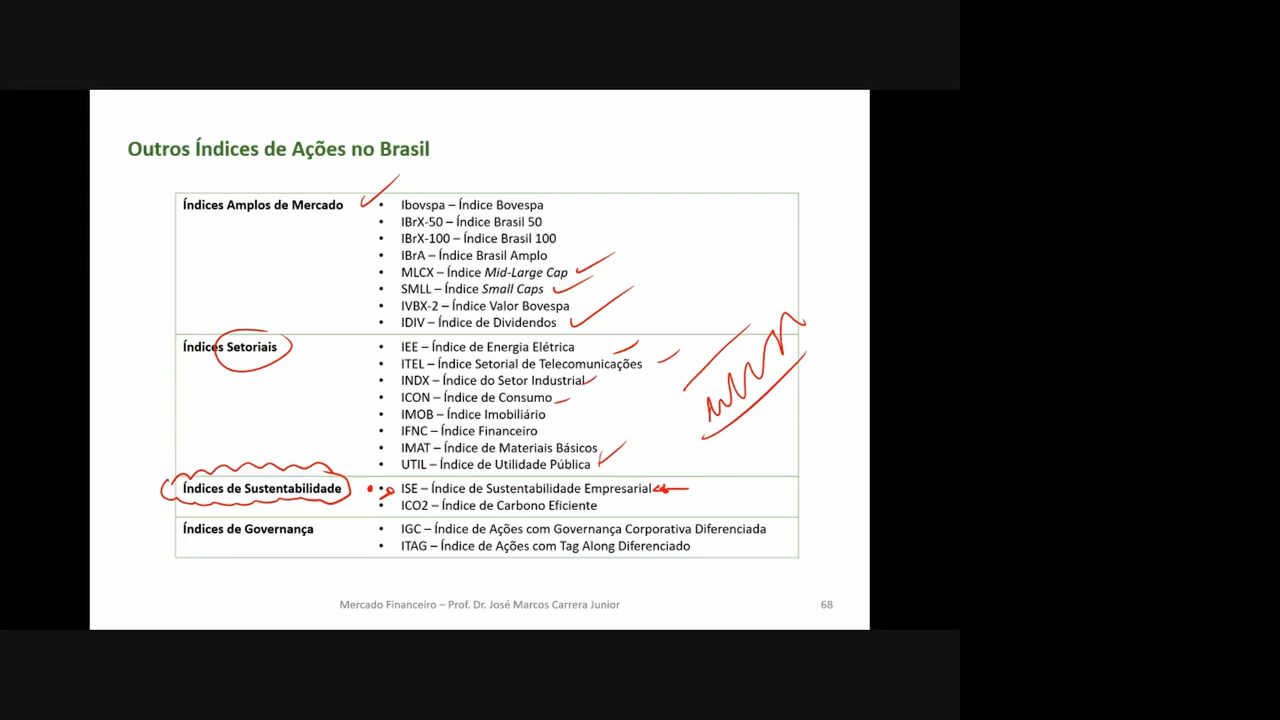 Outros Índices de Ações no Brasil
Índices Amplos de Mercado
• Ibovspa – Índice Bovespa
• IBrX-50 – Índice Brasil 50
• IBrX-100 – Índice Brasil 100
• IBrA – Índice Brasil Amplo
• MLCX – Índice Mid-Large Cap
• SMLL – Índice Small Caps
• IVBX-2 – Índice Valor Bovespa
• IDIV – Índice de Dividendos
Índices Setoriais
• IEE – Índice de Energia Elétrica
• ITEL – Índice Setorial de Telecomunicações
• INDX – Índice do Setor Industrial
• ICON – Índice de Consumo
• IMOB – Índice Imobiliário
• IFNC – Índice Financeiro
• IMAT – Índice de Materiais Básicos
• UTIL – Índice de Utilidade Pública
Índices de Sustentabilidade
• ISE – Índice de Sustentabilidade Empresarial
• ICO2 – Índice de Carbono Eficiente
Índices de Governança
• IGC – Índice de Ações com Governança Corporativa Diferenciada
• ITAG – Índice de Ações com Tag Along Diferenciado
Mercado Financeiro – Prof. Dr. José Marcos Carrera Junior
68